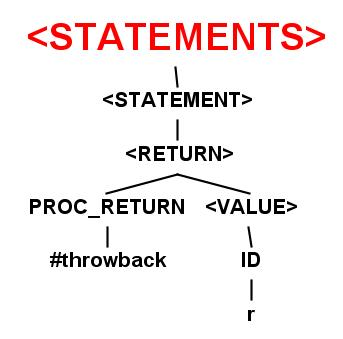 <STATEMENTS>
<STATEMENT>
<RETURN>
PROC_RETURN <VALUE>
#throwback ID
r